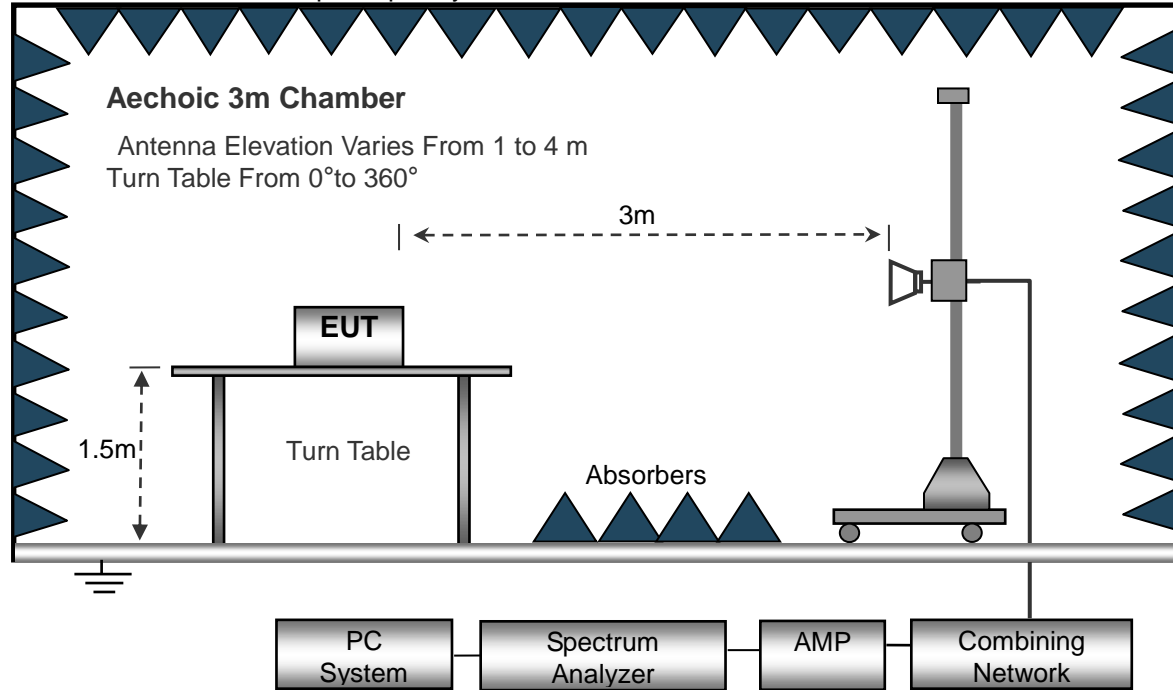 Aechoic 3m Chamber
Antenna Elevation Varies From 1 to 4 m
Turn Table From 0°to 360°
3m
EUT
1.5m
Turn Table
Absorbers
PC
System
Spectrum
Analyzer
AMP
Combining
Network